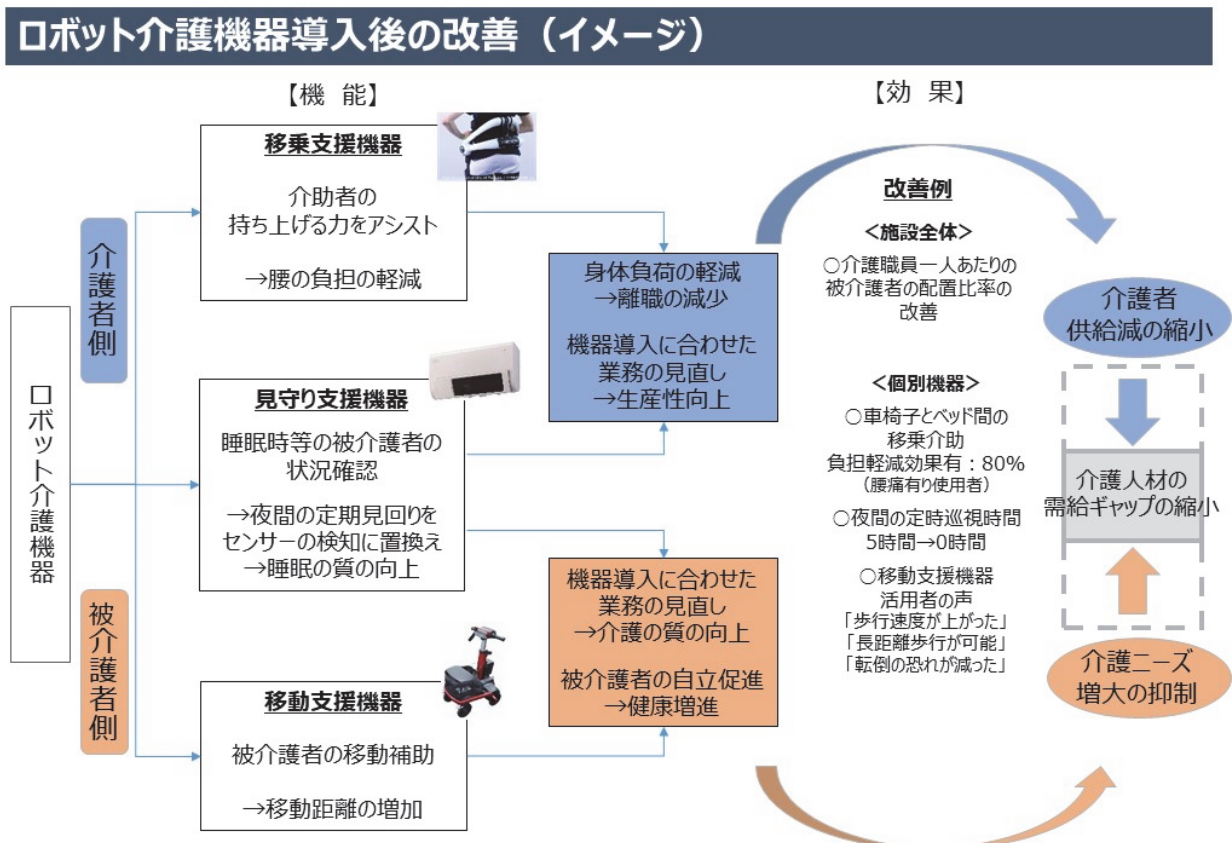 ロボット介護機器導入後の改善（イメージ）
【機 能】
【効 果】
ロボット介護機器
介護者側
被介護者側
移乗支援機器
介助者の
持ち上げる力をアシスト
→腰の負担の軽減
見守り支援機器
睡眠時等の被介護者の
状況確認
→夜間の定期見回りを
センサーの検知に置換え
→睡眠の質の向上
移動支援機器
被介護者の移動補助
→移動距離の増加
身体負荷の軽減
→離職の減少
機器導入に合わせた
業務の見直し
→生産性向上
機器導入に合わせた
業務の見直し
→介護の質の向上
被介護者の自立促進
→健康増進
改善例
＜施設全体＞
○介護職員一人あたりの
被介護者の配置比率の
改善
＜個別機器＞
○車椅子とベッド間の
移乗介助
負担軽減効果有：80%
（腰痛有り使用者）
○夜間の定時巡視時間
5時間→0時間
○移動支援機器
活用者の声
「歩行速度が上がった」
「長距離歩行が可能」
「転倒の恐れが減った」
介護者
供給減の縮小
介護人材の
需給ギャップの縮小
介護ニーズ
増大の抑制